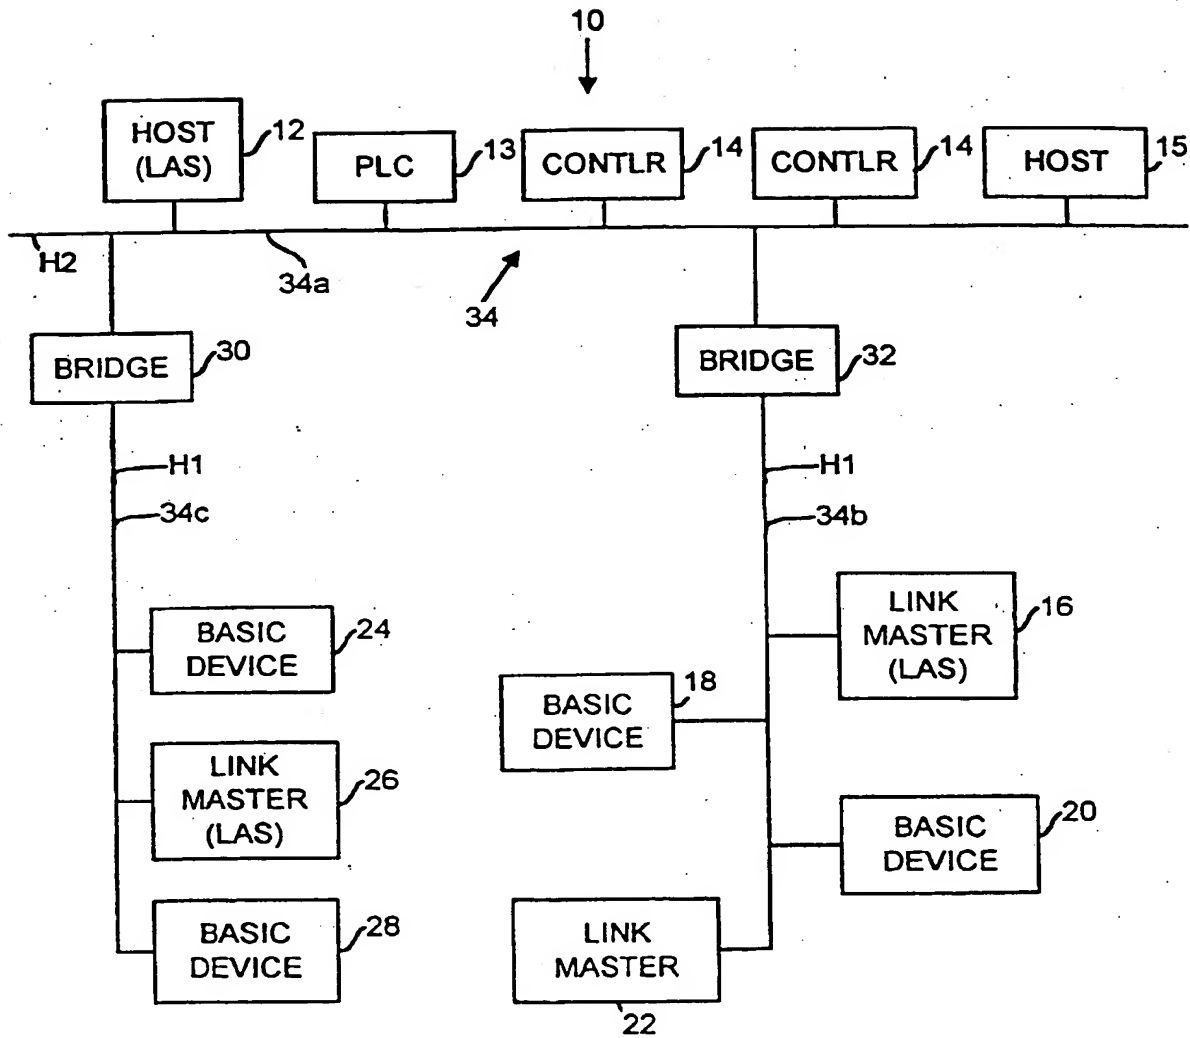 10
HOST
(LAS)
12
PLC
13
CONTLR
14
CONTLR
14
HOST
15
H2
34a
34
BRIDGE
30
BRIDGE
32
H1
34c
H1
34b
BASIC
DEVICE
24
LINK
MASTER
(LAS)
26
BASIC
DEVICE
28
LINK
MASTER
(LAS)
16
BASIC
DEVICE
18
BASIC
DEVICE
20
LINK
MASTER
22